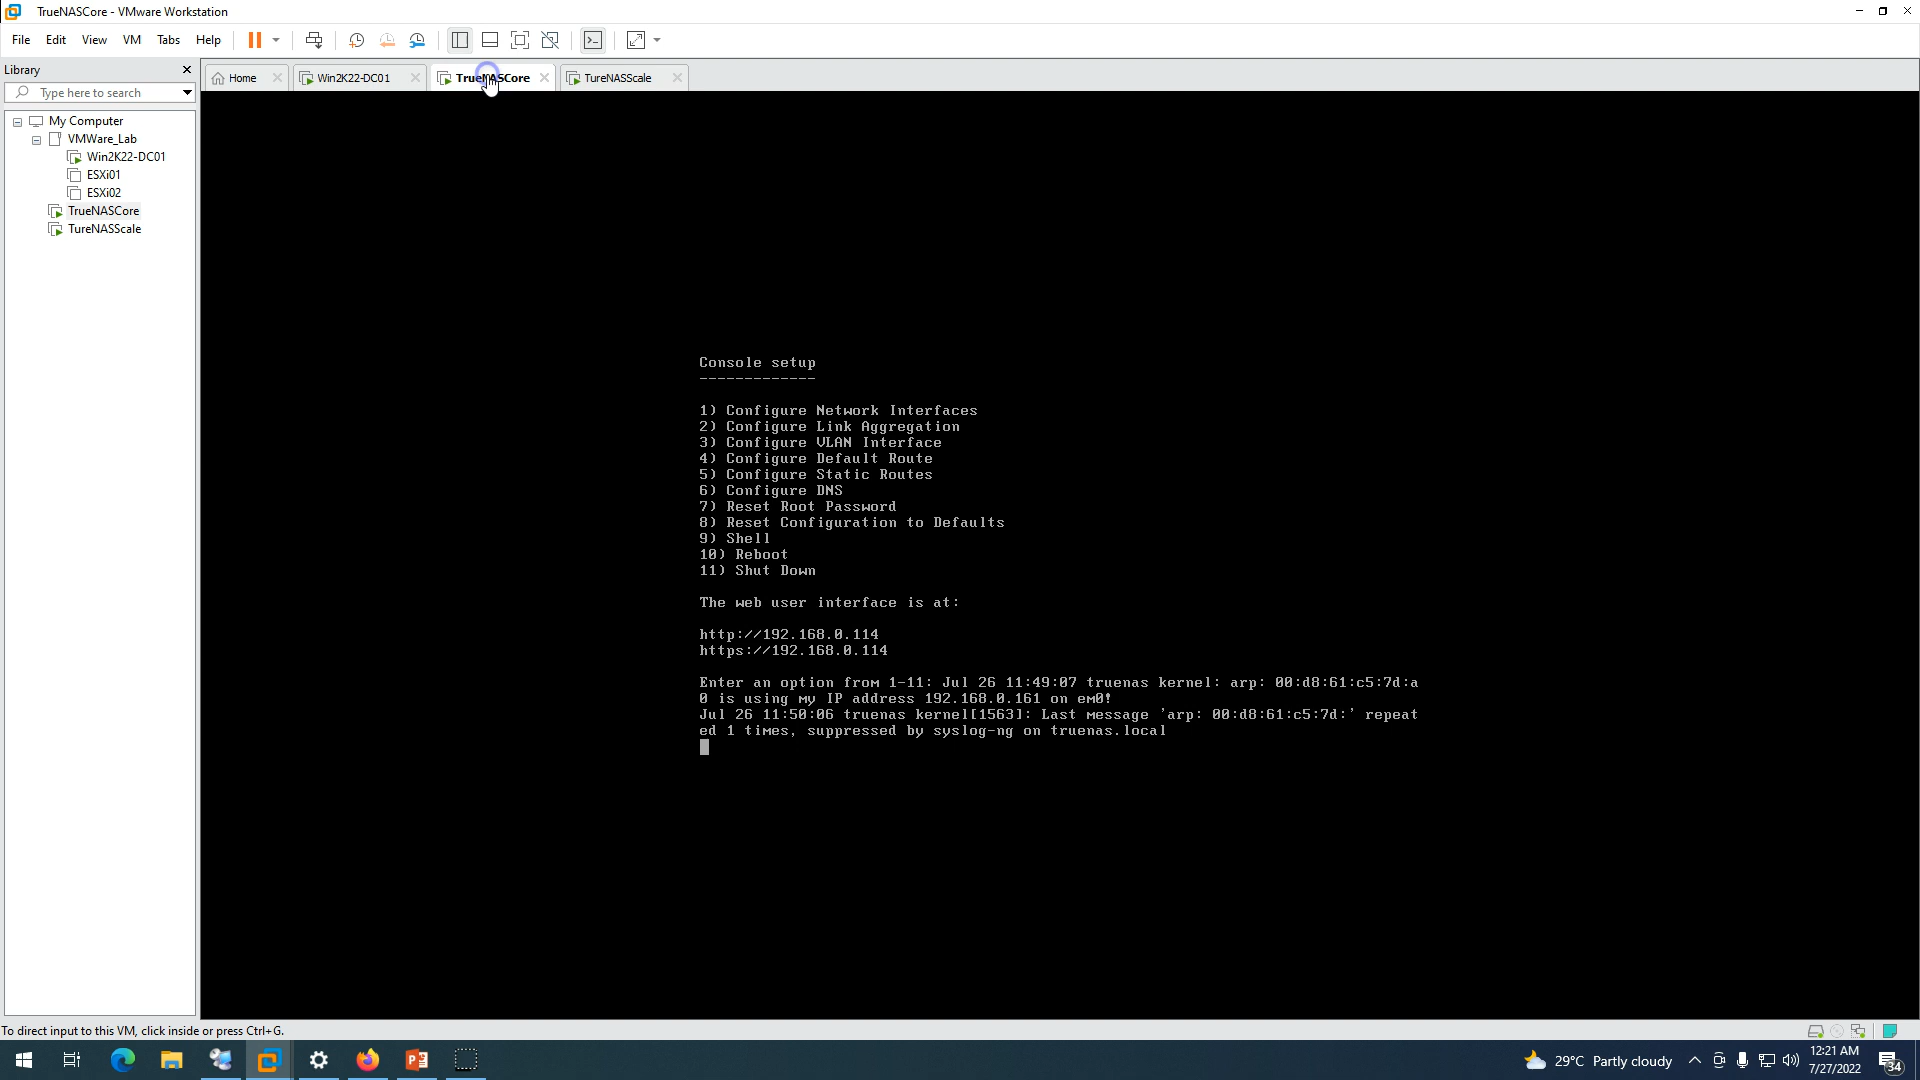 TrueNASCore - VMware Workstation
File Edit View VM Tabs Help
Library
Home Win2K22-DC01 TrueNASCore TureNASScale
Type here to search
My Computer
VMWare_Lab
Win2K22-DC01
ESXi01
ESXi02
TrueNASCore
TureNASScale
Console setup
-------------
1) Configure Network Interfaces
2) Configure Link Aggregation
3) Configure VLAN Interface
4) Configure Default Route
5) Configure Static Routes
6) Configure DNS
7) Reset Root Password
8) Reset Configuration to Defaults
9) Shell
10) Reboot
11) Shut Down
The web user interface is at:
http://192.168.0.114
https://192.168.0.114
Enter an option from 1-11: Jul 26 11:49:07 truenas kernel: arp: 00:d8:61:c5:7d:a
0 is using my IP address 192.168.0.161 on em0!
Jul 26 11:50:06 truenas kernel[1563]: Last message 'arp: 00:d8:61:c5:7d:' repeat
ed 1 times, suppressed by syslog-ng on truenas.local
To direct input to this VM, click inside or press Ctrl+G.
29°C Partly cloudy
12:21 AM
7/27/2022
34